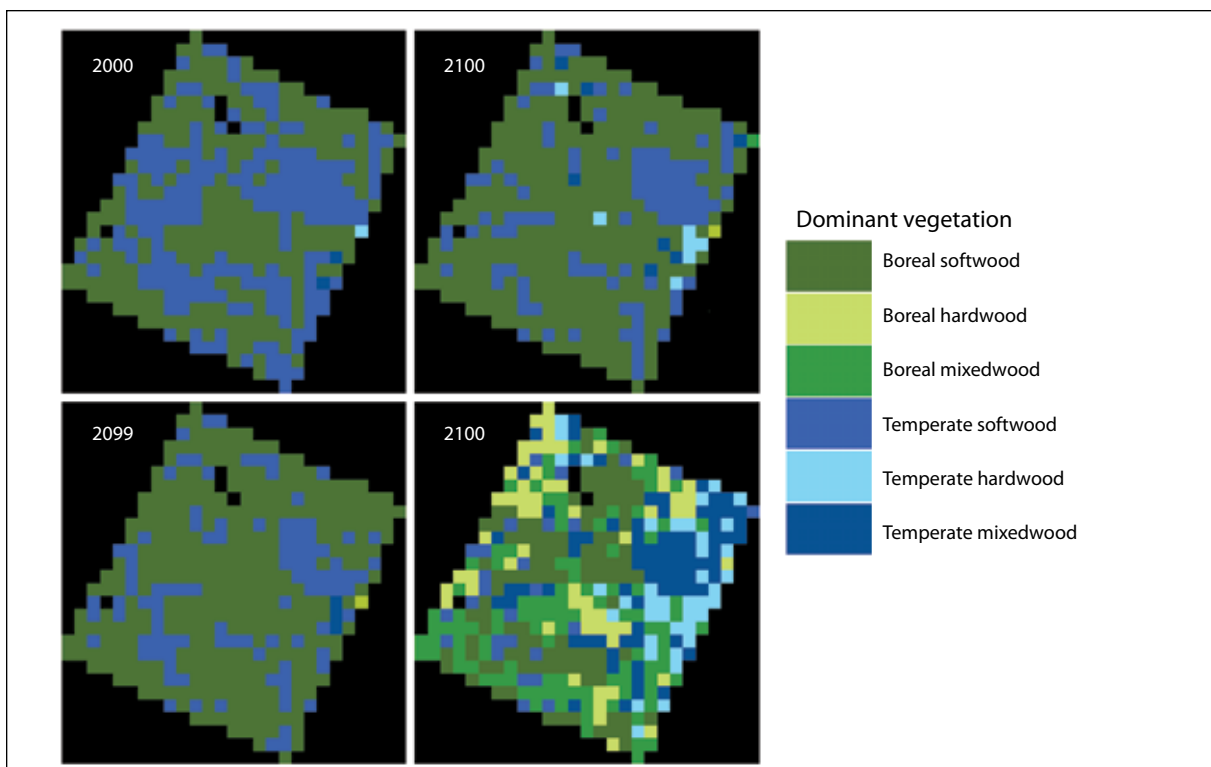 2000
2100
2099
2100
Dominant vegetation
Boreal softwood
Boreal hardwood
Boreal mixedwood
Temperate softwood
Temperate hardwood
Temperate mixedwood